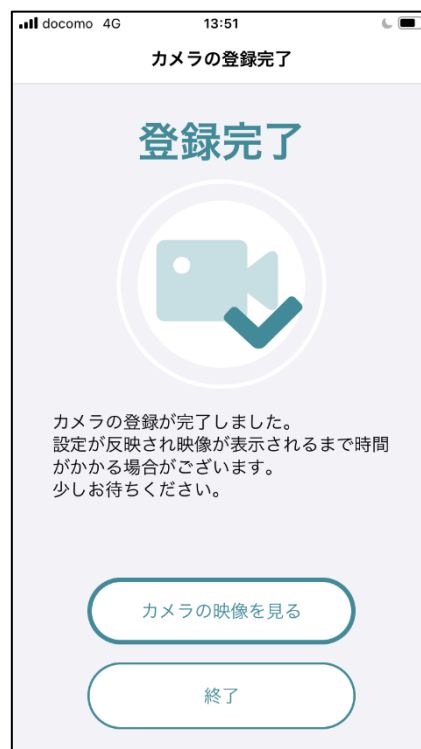 docomo 4G 13:51
カメラの登録完了
登録完了
カメラの登録が完了しました。
設定が反映され映像が表示されるまで時間
がかかる場合がございます。
少しお待ちください。
カメラの映像を見る
終了